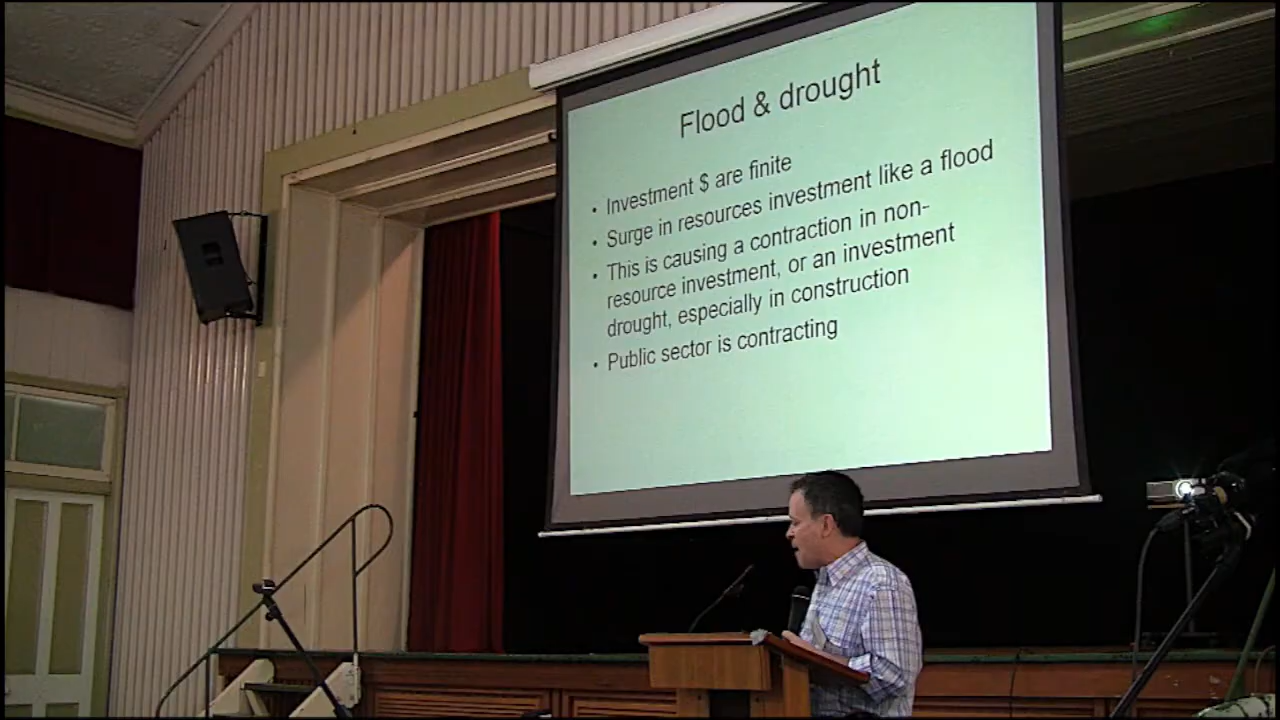 Flood & drought
• Investment $ are finite
• Surge in resources investment like a flood
• This is causing a contraction in non-
resource investment, or an investment
drought, especially in construction
• Public sector is contracting